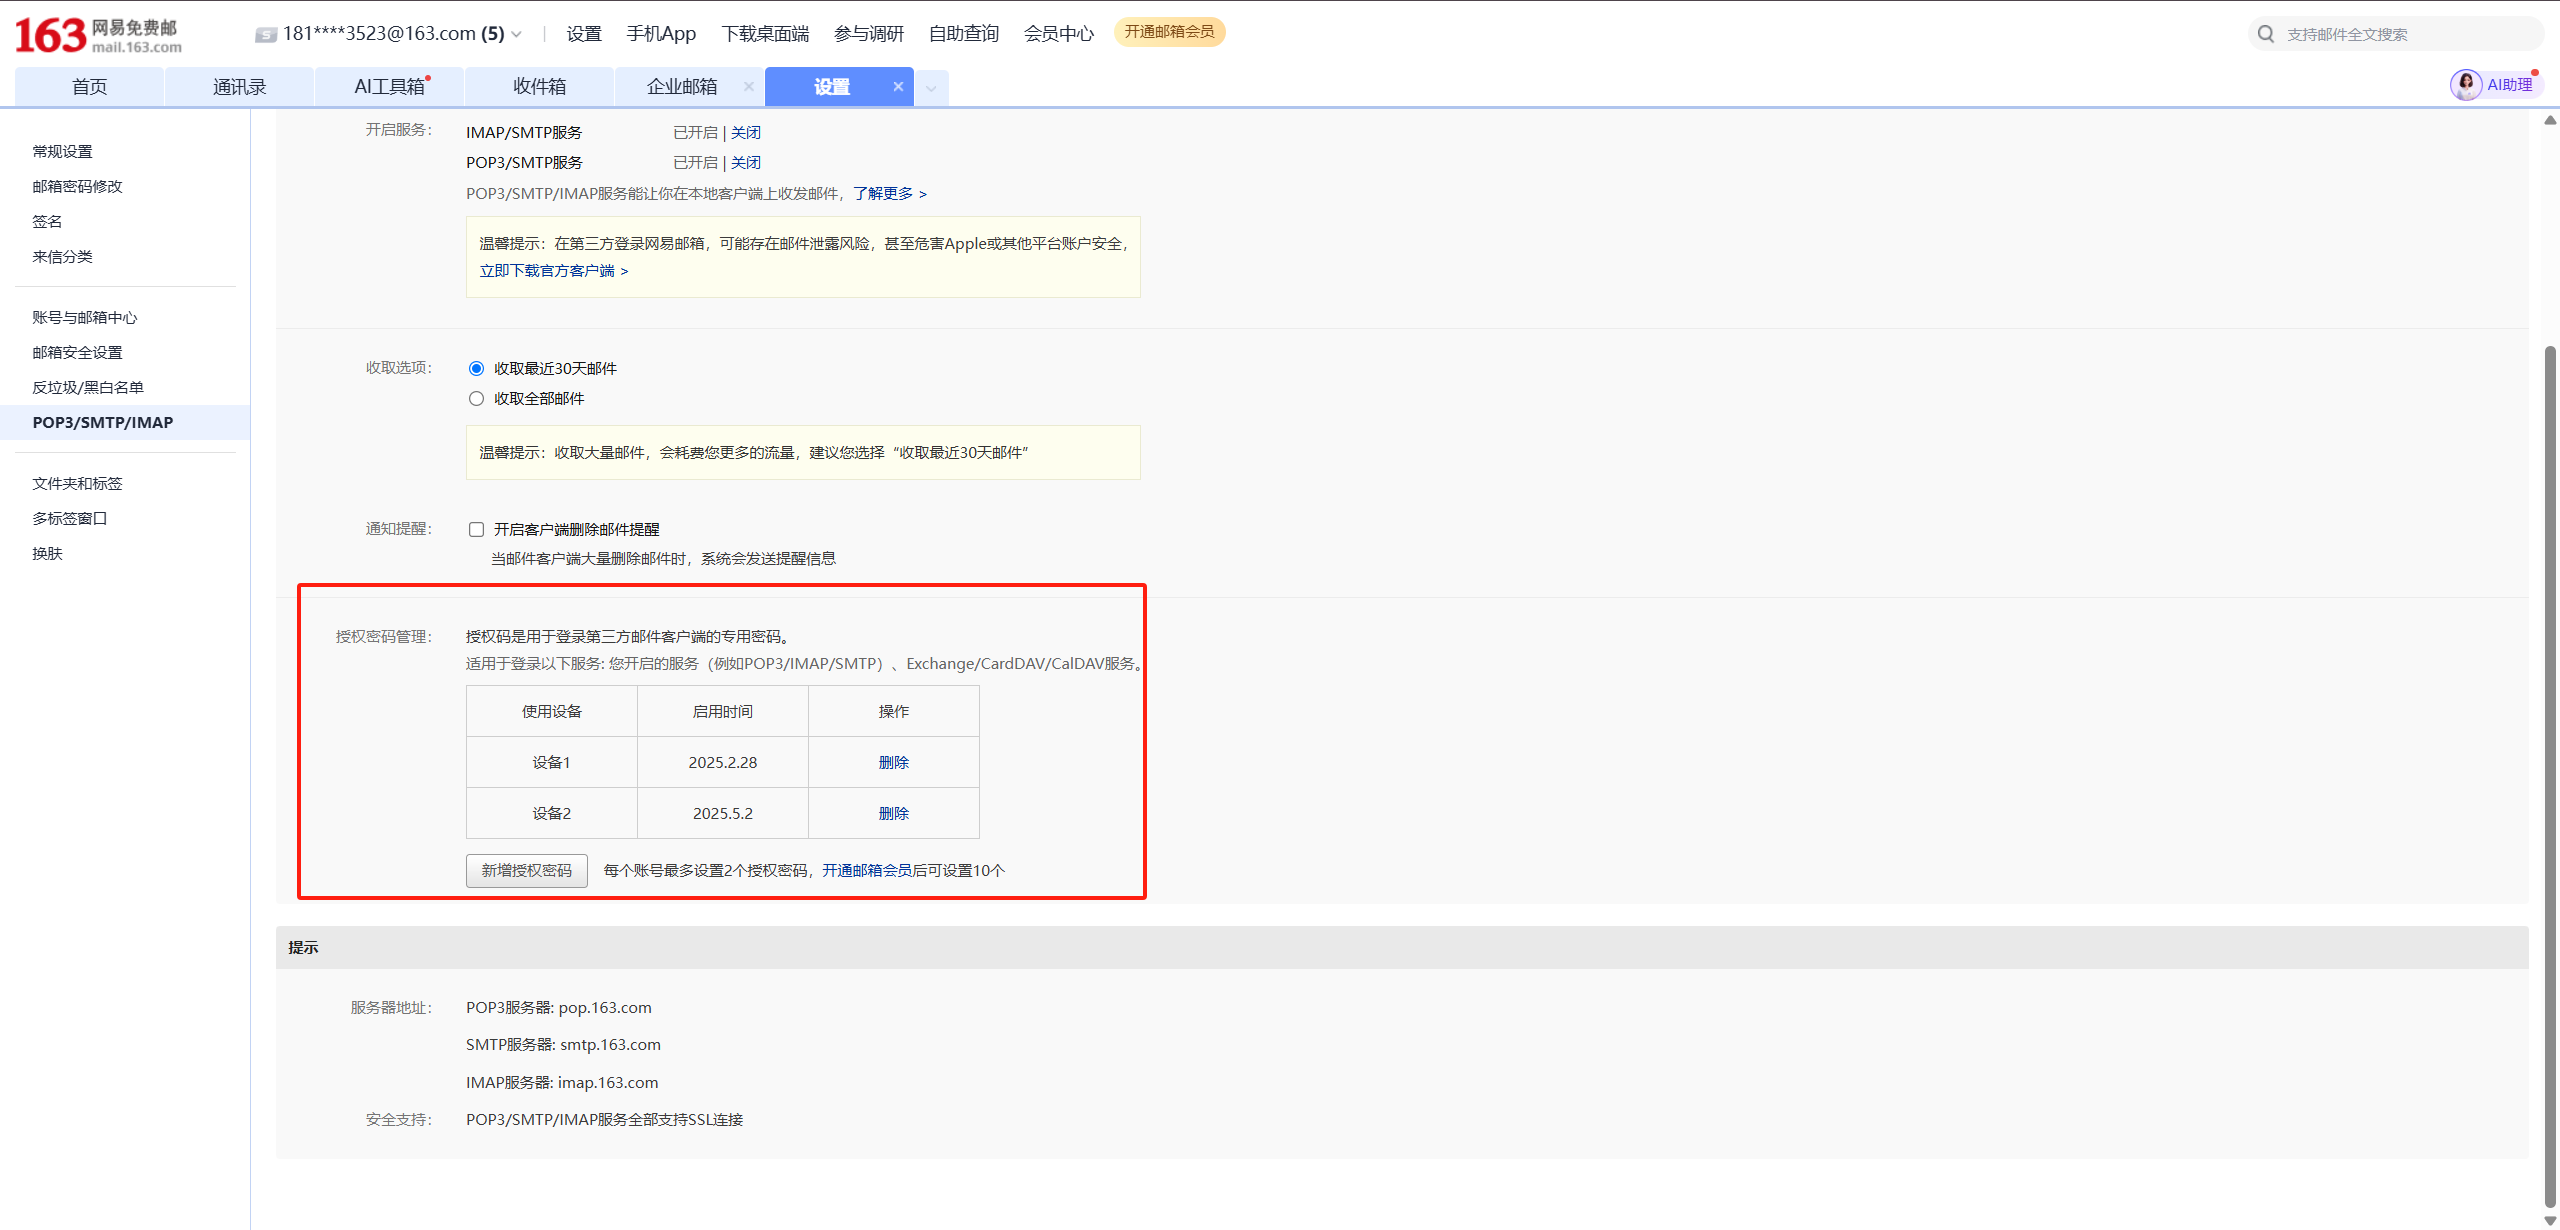 163 网易免费邮
mail.163.com
181****3523@163.com (5)
设置 手机App 下载桌面端 参与调研 自助查询 会员中心 开通邮箱会员
支持邮件全文搜索
首页 通讯录 AI工具箱 收件箱 企业邮箱 设置
AI助理
常规设置
邮箱密码修改
签名
来信分类
账号与邮箱中心
邮箱安全设置
反垃圾/黑白名单
POP3/SMTP/IMAP
文件夹和标签
多标签窗口
换肤
开启服务： IMAP/SMTP服务 已开启 | 关闭
POP3/SMTP服务 已开启 | 关闭
POP3/SMTP/IMAP服务能让你在本地客户端上收发邮件，了解更多 >
温馨提示：在第三方登录网易邮箱，可能存在邮件泄露风险，甚至危害Apple或其他平台账户安全，
立即下载官方客户端 >
收取选项： 收取最近30天邮件
收取全部邮件
温馨提示：收取大量邮件，会耗费您更多的流量，建议您选择“收取最近30天邮件”
通知提醒： 开启客户端删除邮件提醒
当邮件客户端大量删除邮件时，系统会发送提醒信息
授权密码管理： 授权码是用于登录第三方邮件客户端的专用密码。
适用于登录以下服务: 您开启的服务（例如POP3/IMAP/SMTP）、Exchange/CardDAV/CalDAV服务。
使用设备 启用时间 操作
设备1 2025.2.28 删除
设备2 2025.5.2 删除
新增授权密码 每个账号最多设置2个授权密码，开通邮箱会员后可设置10个
提示
服务器地址： POP3服务器: pop.163.com
SMTP服务器: smtp.163.com
IMAP服务器: imap.163.com
安全支持： POP3/SMTP/IMAP服务全部支持SSL连接